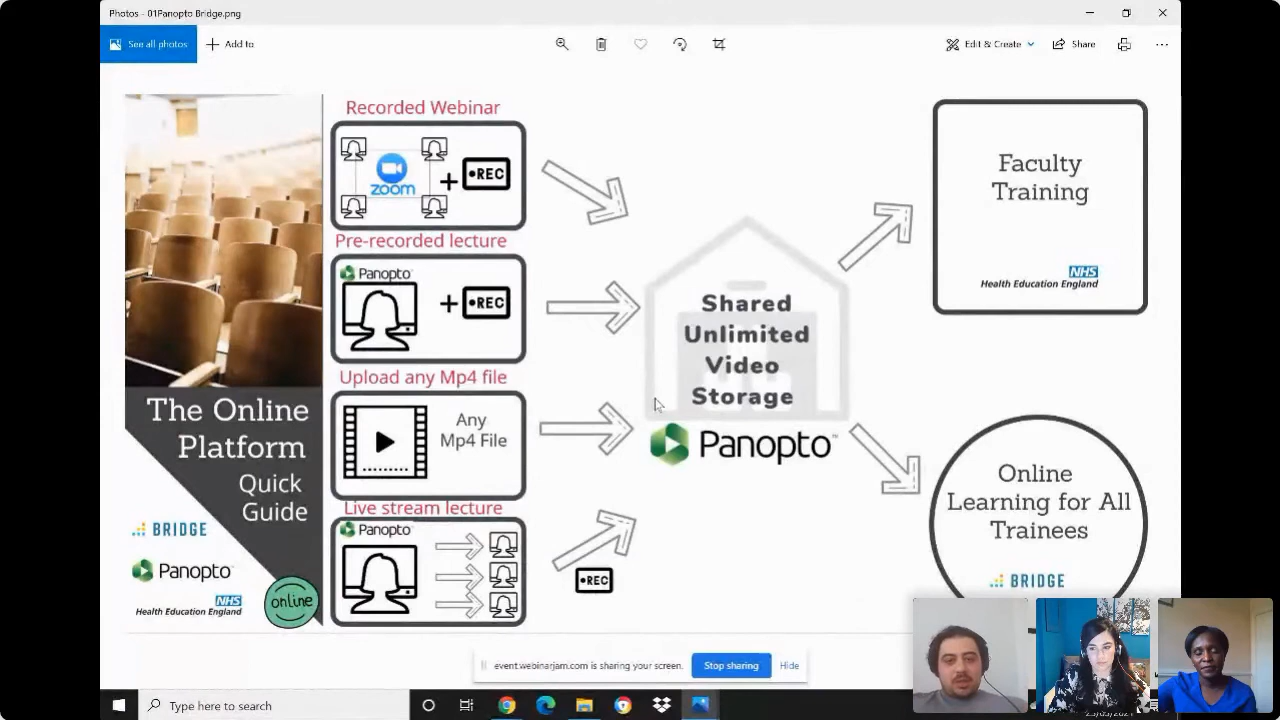 Photos - 01Panopto Bridge.png
See all photos
Add to
Edit & Create
Share
Recorded Webinar
zoom
+
REC
Pre-recorded lecture
Panopto
+
REC
Upload any Mp4 file
Any
Mp4 File
Live stream lecture
Panopto
REC
The Online
Platform
Quick
Guide
BRIDGE
Panopto
NHS
Health Education England
online
Shared
Unlimited
Video
Storage
Panopto
Faculty
Training
NHS
Health Education England
Online
Learning for All
Trainees
BRIDGE
event.webinarjam.com is sharing your screen.
Stop sharing
Hide
Type here to search